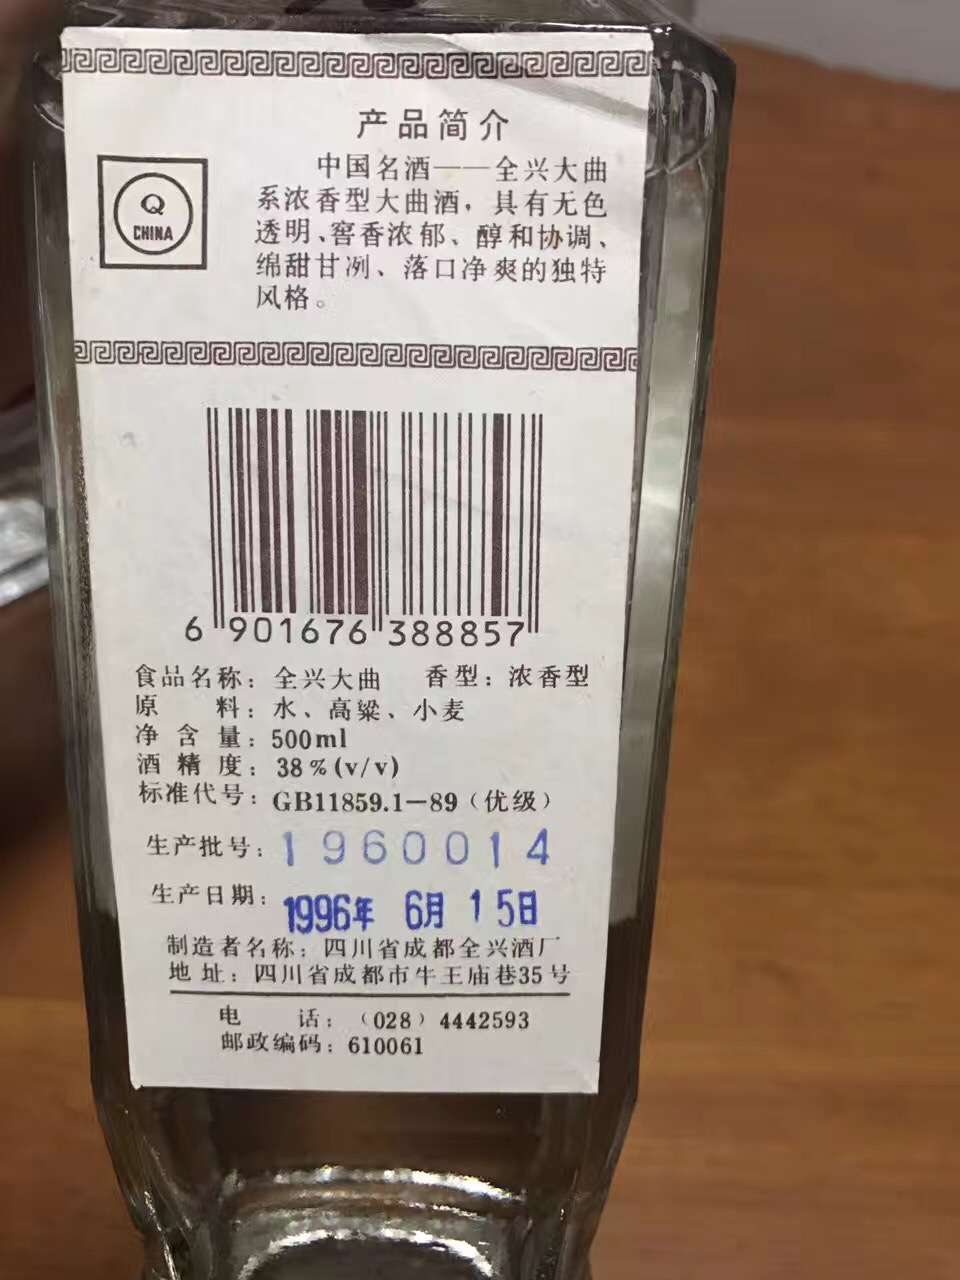 产品简介
中国名酒——全兴大曲
系浓香型大曲酒，具有无色
透明、窖香浓郁、醇和协调、
绵甜甘冽、落口净爽的独特
风格。
Q
CHINA
6 901676 388857
食品名称：全兴大曲 香型：浓香型
原 料：水、高粱、小麦
净 含 量：500ml
酒 精 度：38%(v/v)
标准代号：GB11859.1-89（优级）
生产批号：1960014
生产日期：1996年 6月 15日
制造者名称：四川省成都全兴酒厂
地 址：四川省成都市牛王庙巷35号
电 话：（028）4442593
邮政编码：610061